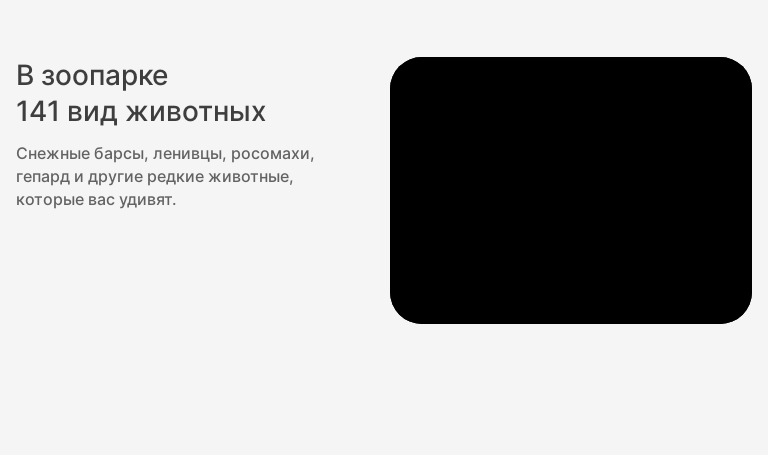 В зоопарке
141 вид животных
Снежные барсы, ленивцы, росомахи,
гепард и другие редкие животные,
которые вас удивят.